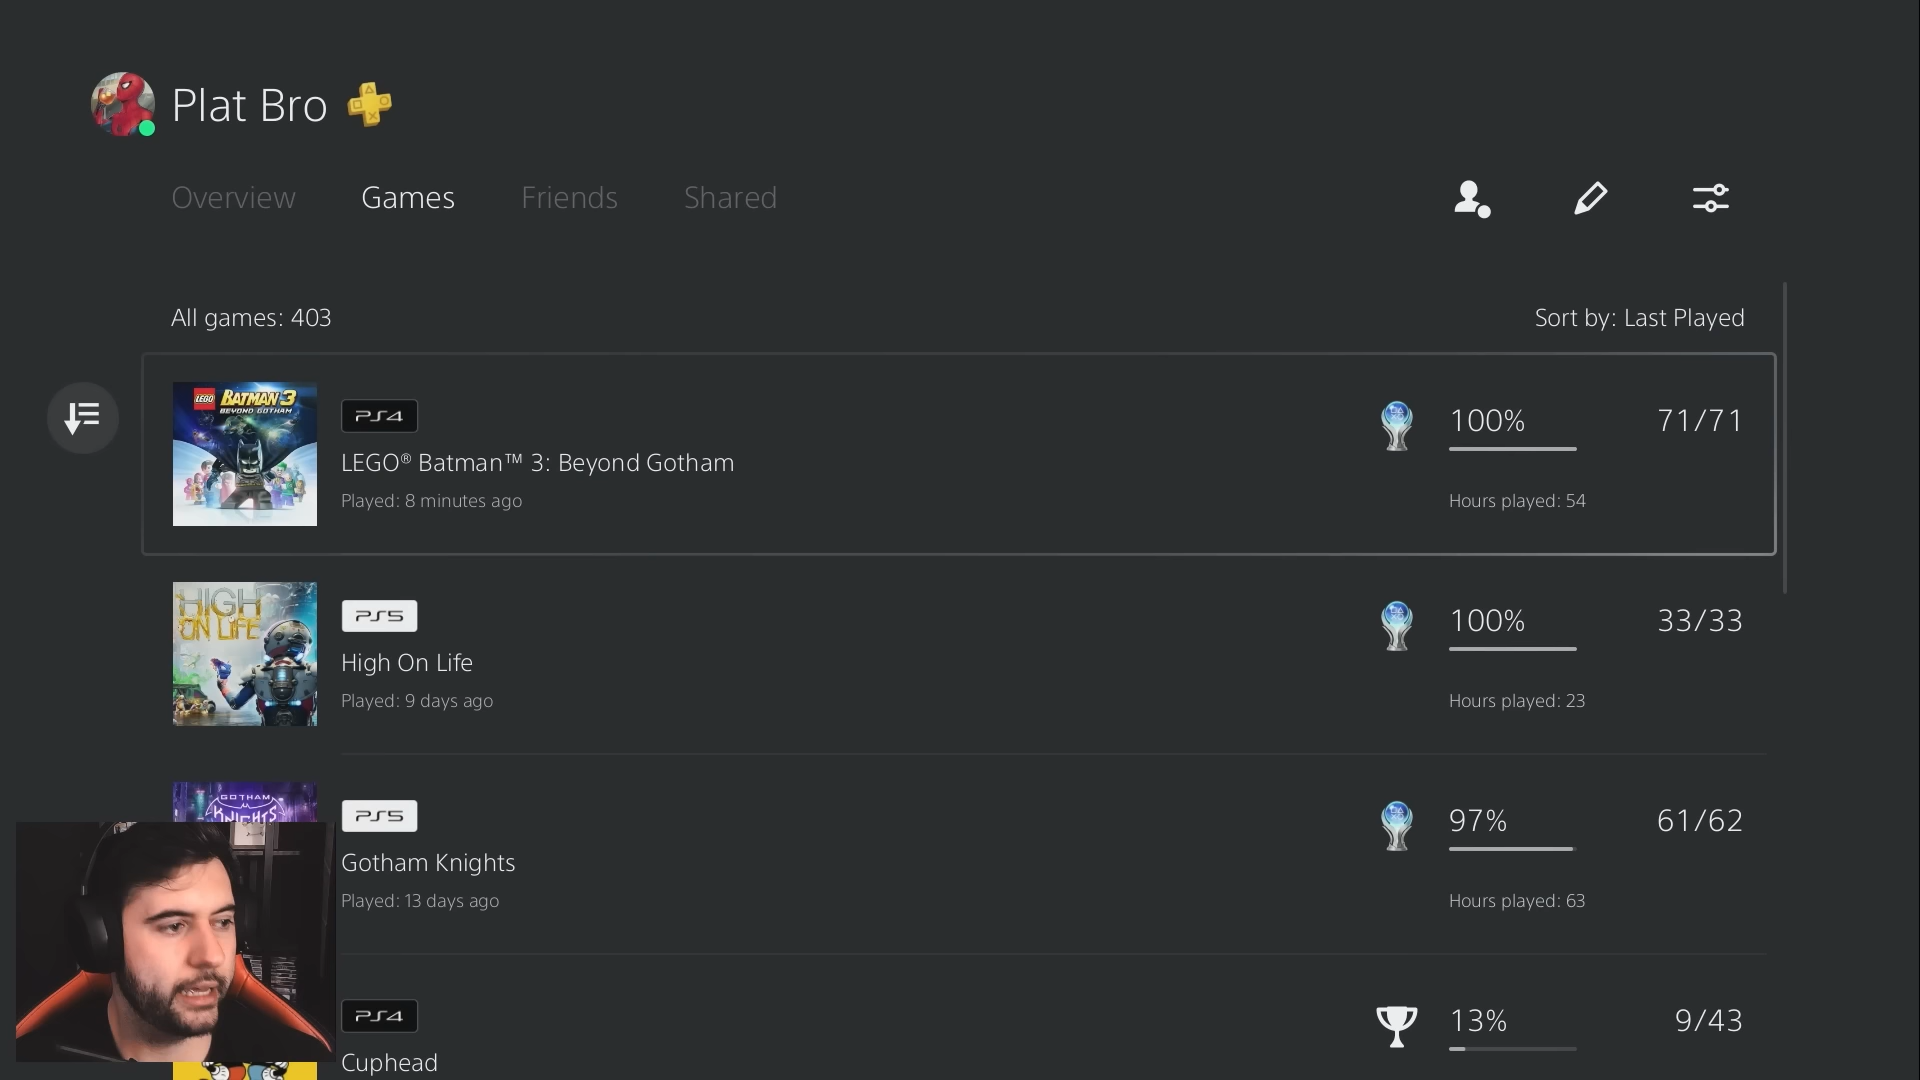 Plat Bro
Overview Games Friends Shared
All games: 403
Sort by: Last Played
LEGO BATMAN 3
BEYOND GOTHAM
PS4
LEGO® Batman™ 3: Beyond Gotham
Played: 8 minutes ago
100% 71/71
Hours played: 54
HIGH
ON LIFE
PS5
High On Life
Played: 9 days ago
100% 33/33
Hours played: 23
GOTHAM
KNIGHTS
PS5
Gotham Knights
Played: 13 days ago
97% 61/62
Hours played: 63
PS4
Cuphead
13% 9/43